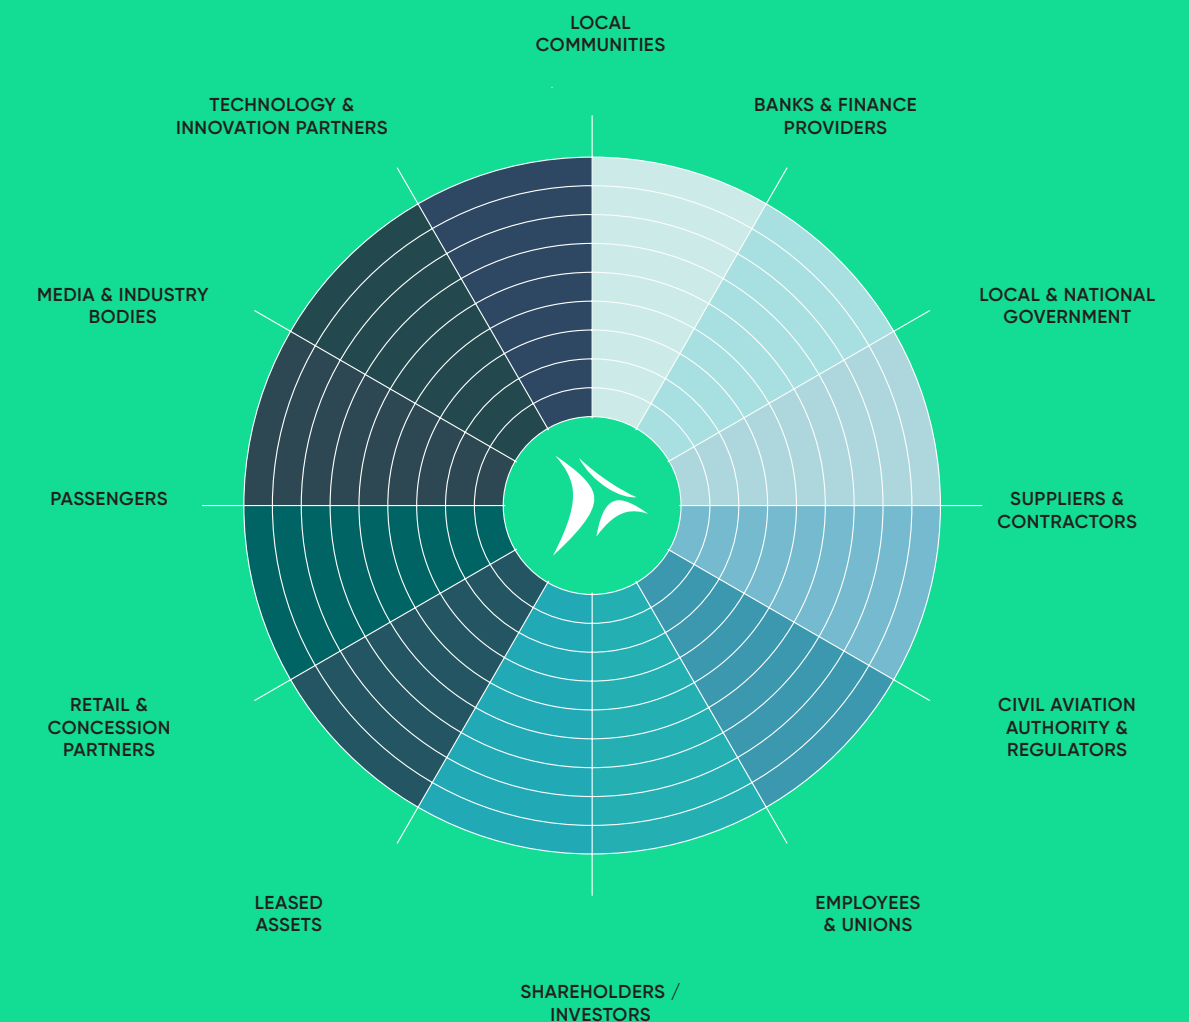 LOCAL
COMMUNITIES
TECHNOLOGY &
INNOVATION PARTNERS
BANKS & FINANCE
PROVIDERS
MEDIA & INDUSTRY
BODIES
LOCAL & NATIONAL
GOVERNMENT
PASSENGERS
SUPPLIERS &
CONTRACTORS
RETAIL &
CONCESSION
PARTNERS
CIVIL AVIATION
AUTHORITY &
REGULATORS
LEASED
ASSETS
EMPLOYEES
& UNIONS
SHAREHOLDERS /
INVESTORS